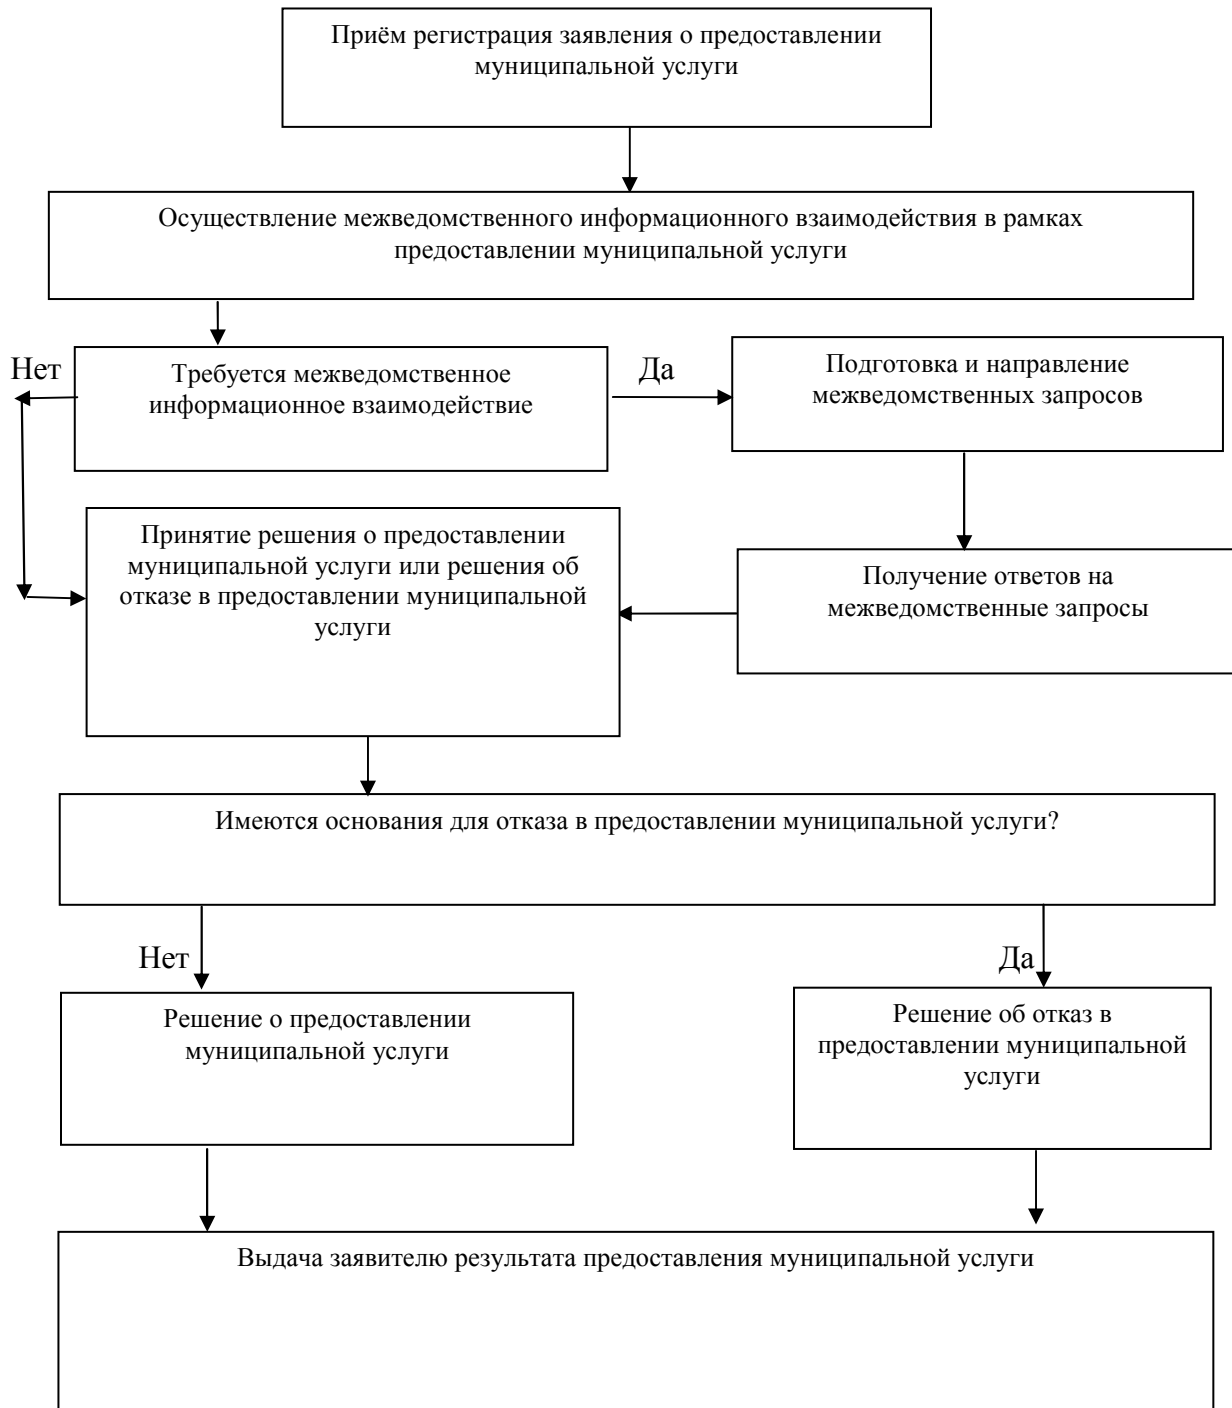 Приём регистрация заявления о предоставлении
муниципальной услуги
Осуществление межведомственного информационного взаимодействия в рамках
предоставлении муниципальной услуги
Нет
Требуется межведомственное
информационное взаимодействие
Да
Подготовка и направление
межведомственных запросов
Принятие решения о предоставлении
муниципальной услуги или решения об
отказе в предоставлении муниципальной
услуги
Получение ответов на
межведомственные запросы
Имеются основания для отказа в предоставлении муниципальной услуги?
Нет
Да
Решение о предоставлении
муниципальной услуги
Решение об отказ в
предоставлении муниципальной
услуги
Выдача заявителю результата предоставления муниципальной услуги